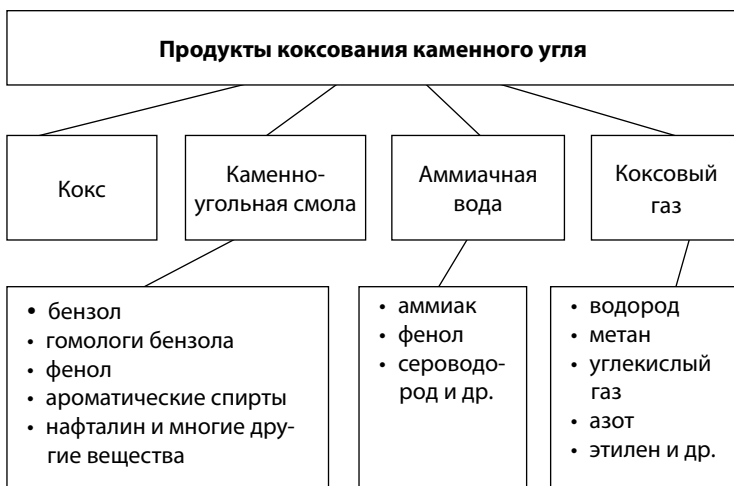 Продукты коксования каменного угля
Кокс
Каменно-
угольная смола
Аммиачная
вода
Коксовый
газ
• бензол
• гомологи бензола
• фенол
• ароматические спирты
• нафталин и многие дру-
гие вещества
• аммиак
• фенол
• сероводо-
род и др.
• водород
• метан
• углекислый
газ
• азот
• этилен и др.